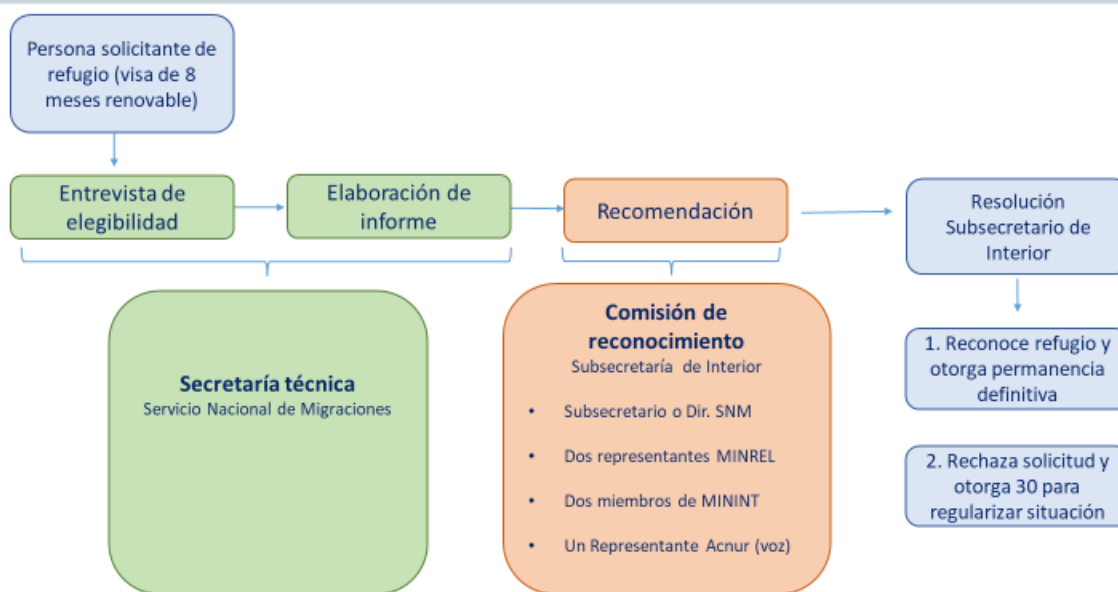 Persona solicitante de
refugio (visa de 8
meses renovable)
Entrevista de
elegibilidad
Elaboración de
informe
Recomendación
Resolución
Subsecretario de
Interior
Secretaría técnica
Servicio Nacional de Migraciones
Comisión de
reconocimiento
Subsecretaría de Interior
• Subsecretario o Dir. SNM
• Dos representantes MINREL
• Dos miembros de MININT
• Un Representante Acnur (voz)
1. Reconoce refugio y
otorga permanencia
definitiva
2. Rechaza solicitud y
otorga 30 para
regularizar situación